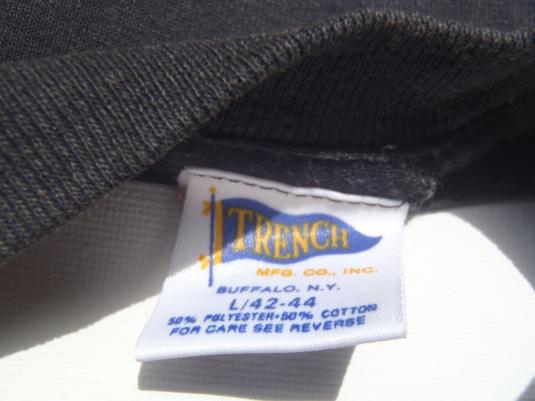 TRENCH
MFG. CO., INC.
BUFFALO, N.Y.
L/42-44
50% POLYESTER·50% COTTON
FOR CARE SEE REVERSE